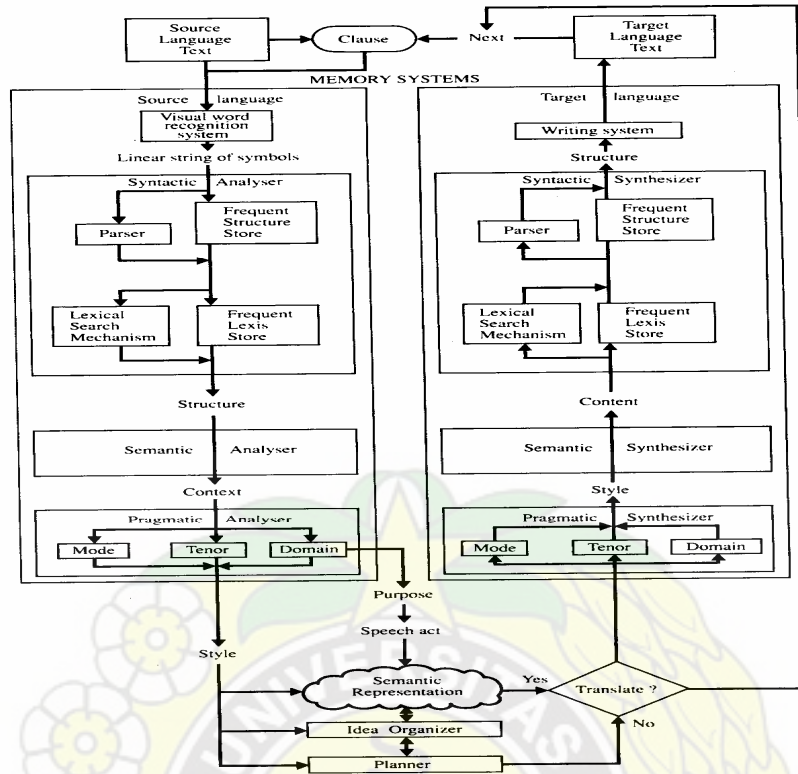 Source
Language
Text
Clause
Next
Target
Language
Text
MEMORY SYSTEMS
Source language
Visual word
recognition
system
Linear string of symbols
Syntactic Analyser
Parser
Frequent
Structure
Store
Lexical
Search
Mechanism
Frequent
Lexis
Store
Structure
Semantic Analyser
Context
Pragmatic Analyser
Mode
Tenor
Domain
Purpose
Speech act
Style
Target language
Writing system
Structure
Syntactic Synthesizer
Parser
Frequent
Structure
Store
Lexical
Search
Mechanism
Frequent
Lexis
Store
Content
Semantic Synthesizer
Style
Pragmatic Synthesizer
Mode
Tenor
Domain
Semantic
Representation
Yes
Translate ?
No
Idea Organizer
Planner
UNIVERSITAS